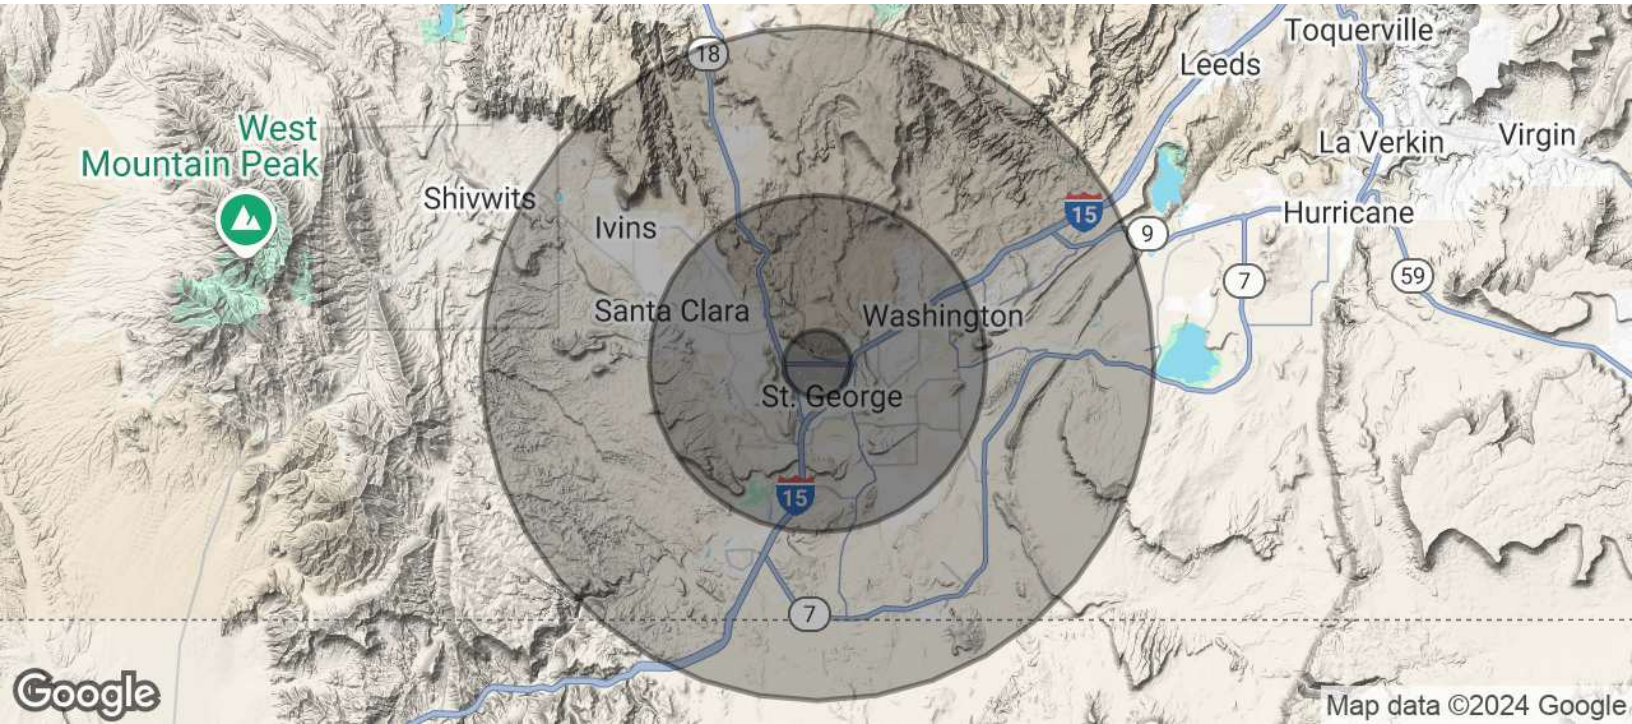 Toquerville
18
Leeds
West
Mountain Peak
La Verkin
Virgin
Shivwits
15
Ivins
9
Hurricane
7
59
Santa Clara
Washington
St. George
15
7
Google
Map data ©2024 Google